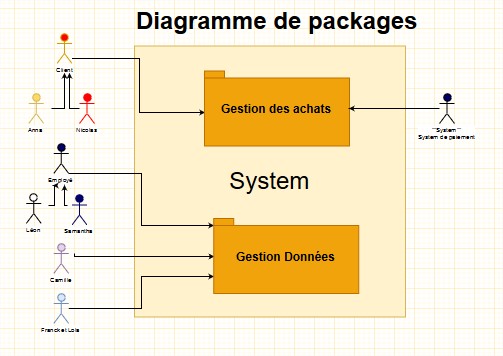 Diagramme de packages
Client
Anna
Nicolas
Gestion des achats
"System"
System de paiement
Employé
System
Léon
Samantha
Gestion Données
Camille
Franck et Lola